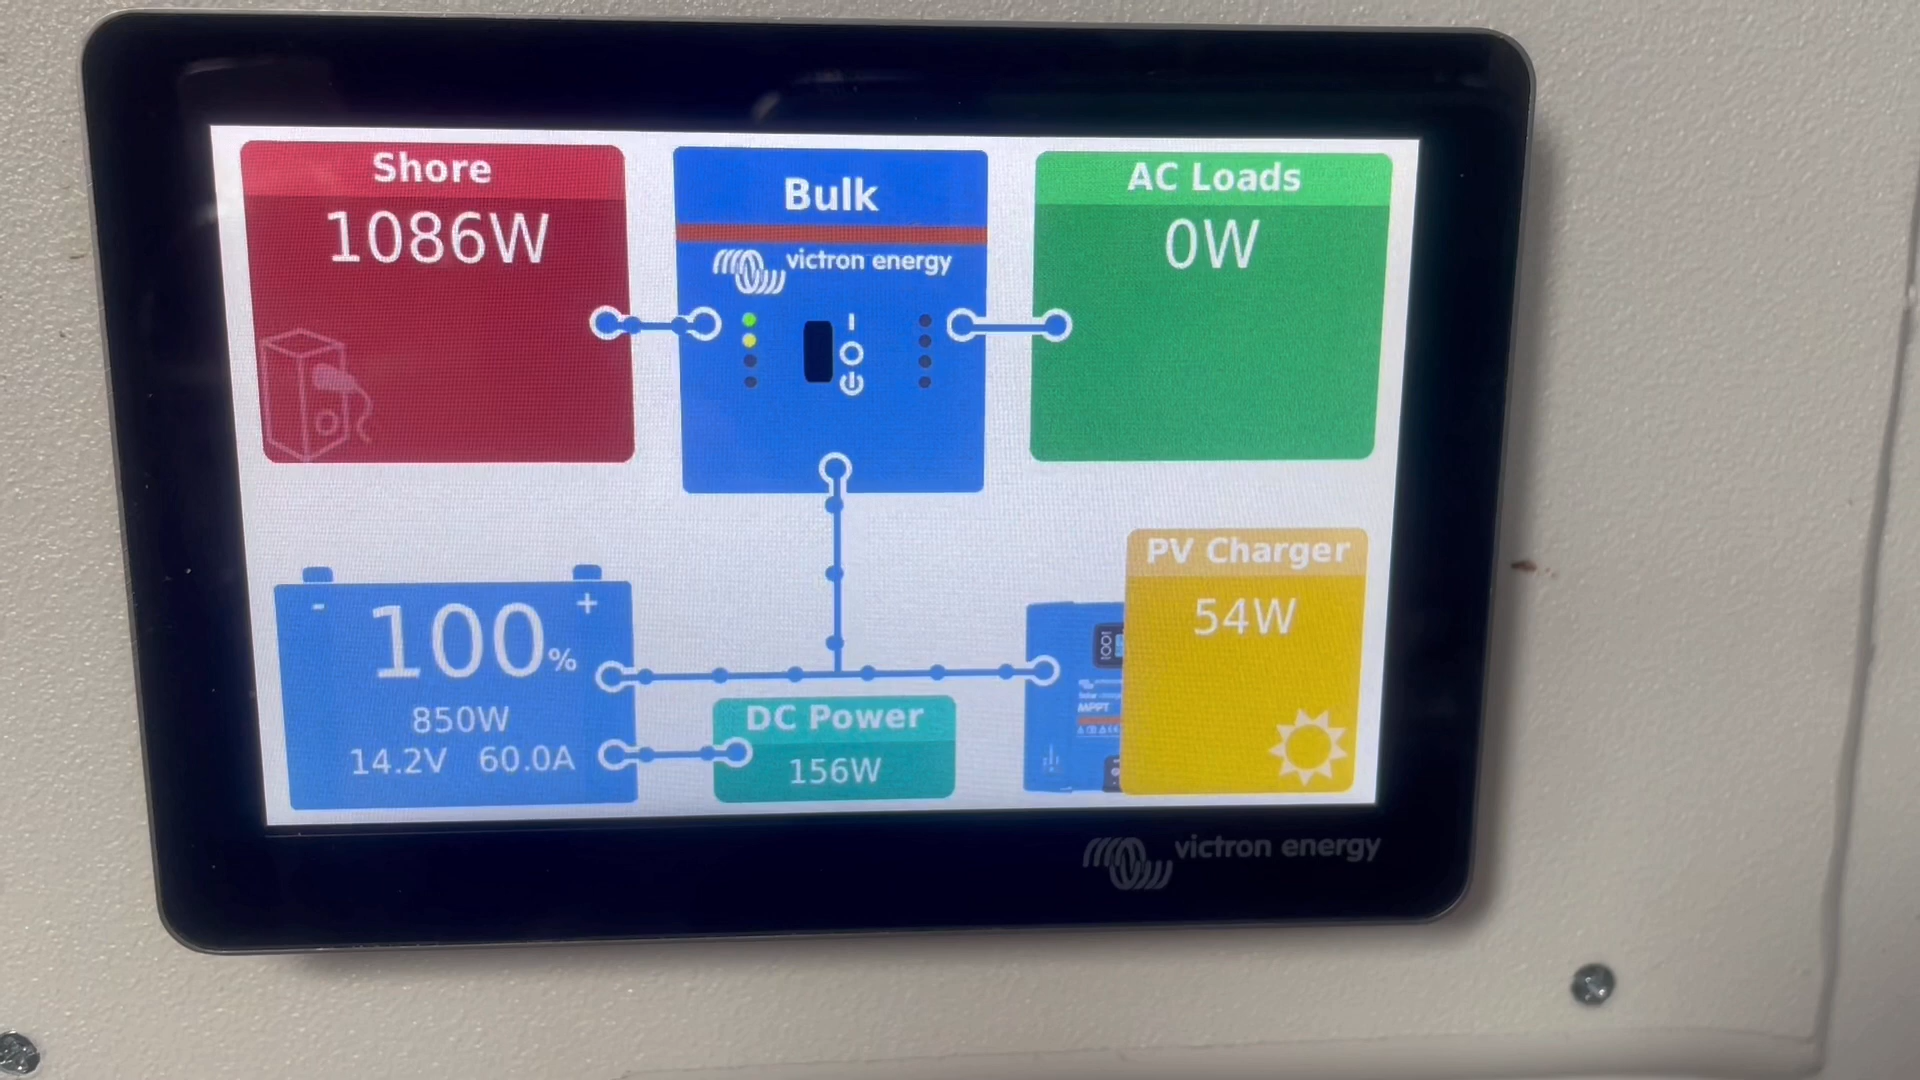 Shore
1086W
Bulk
victron energy
AC Loads
0W
- +
100%
850W
14.2V 60.0A
DC Power
156W
PV Charger
54W
MPPT
victron energy